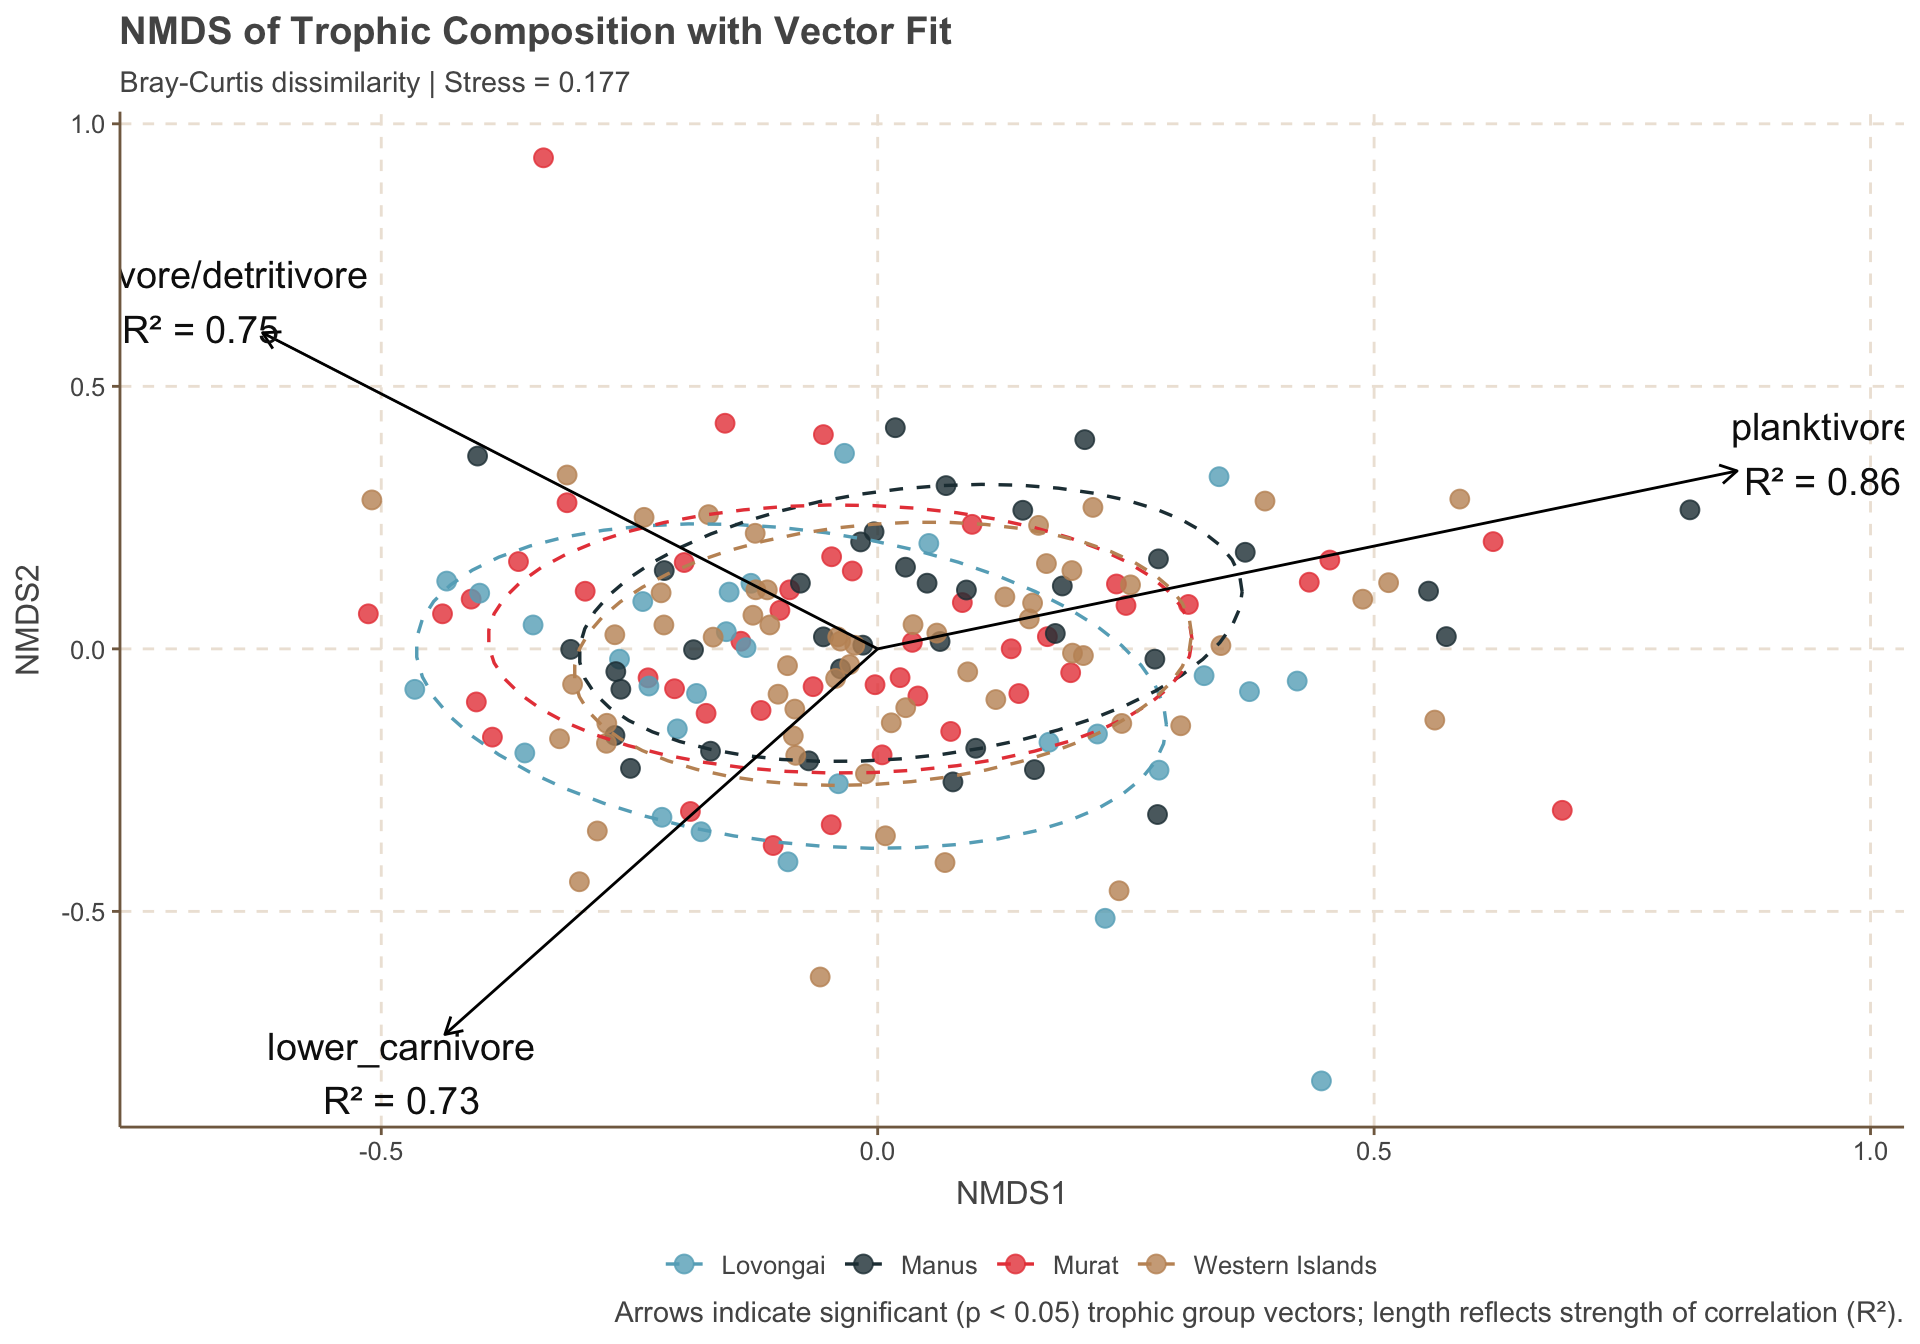 NMDS of Trophic Composition with Vector Fit
Bray-Curtis dissimilarity | Stress = 0.177
1.0
0.5
0.0
-0.5
NMDS2
vore/detritivore
R² = 0.75
planktivore
R² = 0.86
lower_carnivore
R² = 0.73
-0.5
0.0
0.5
1.0
NMDS1
Lovongai
Manus
Murat
Western Islands
Arrows indicate significant (p < 0.05) trophic group vectors; length reflects strength of correlation (R²).